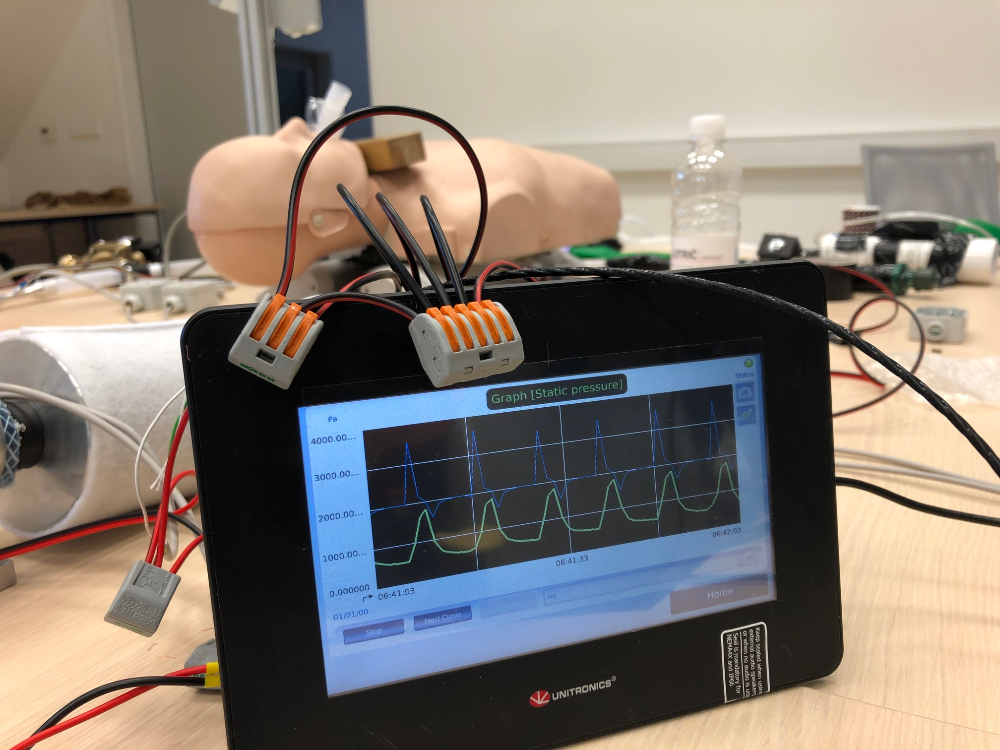 WAGO
Graph [Static pressure]
Status
Pa
4000.00...
3000.00...
2000.00...
1000.00...
0.000000
06:41:03
06:41:33
06:42:03
01/01/00
Stop
Next Curve
Home
UNITRONICS®
Keep sealed when using
external audio speakers
or when no audio is used
Seal is mandatory for
NEMA4X and IP66